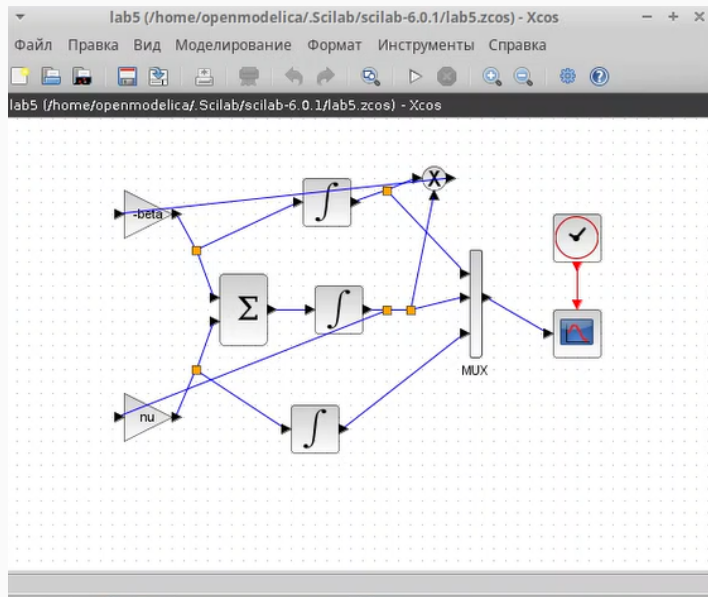 lab5 (/home/openmodelica/.Scilab/scilab-6.0.1/lab5.zcos) - Xcos
Файл Правка Вид Моделирование Формат Инструменты Справка
lab5 (/home/openmodelica/.Scilab/scilab-6.0.1/lab5.zcos) - Xcos
-beta
X
∫
Σ
∫
MUX
nu
∫